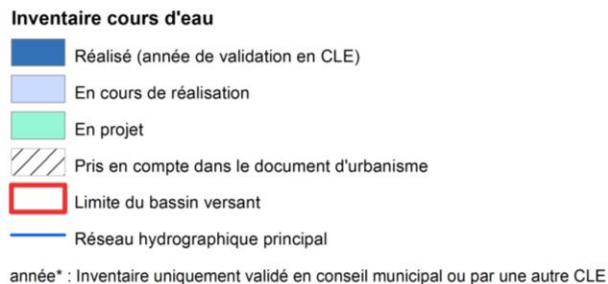 Inventaire cours d'eau
Réalisé (année de validation en CLE)
En cours de réalisation
En projet
Pris en compte dans le document d'urbanisme
Limite du bassin versant
Réseau hydrographique principal
année* : Inventaire uniquement validé en conseil municipal ou par une autre CLE